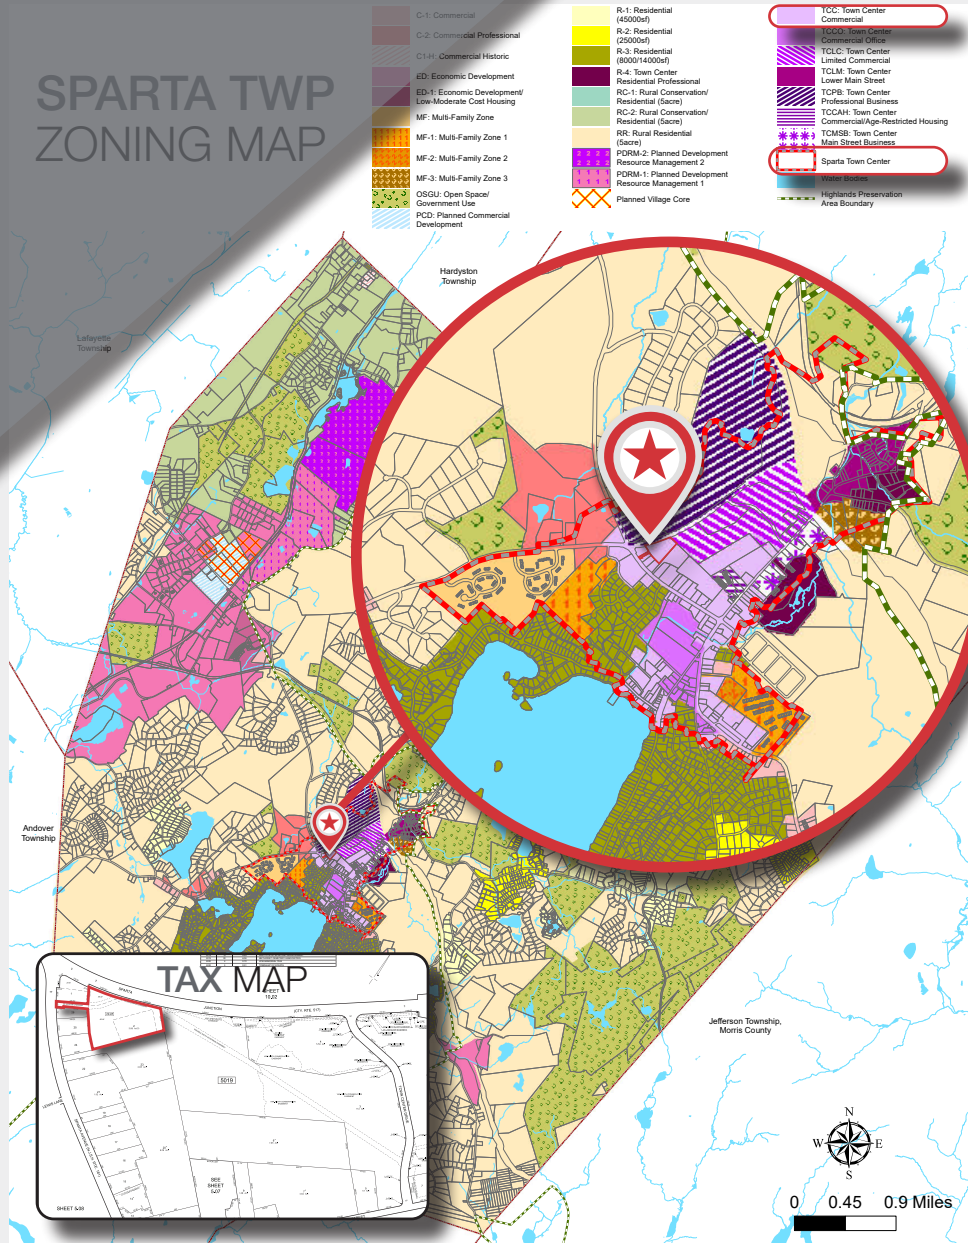 SPARTA TWP
ZONING MAP
C-1: Commercial
C-2: Commercial Professional
C1-H: Commercial Historic
ED: Economic Development
ED-1: Economic Development/
Low-Moderate Cost Housing
MF: Multi-Family Zone
MF-1: Multi-Family Zone 1
MF-2: Multi-Family Zone 2
MF-3: Multi-Family Zone 3
OSGU: Open Space/
Government Use
PCD: Planned Commercial
Development
R-1: Residential
(45000sf)
R-2: Residential
(25000sf)
R-3: Residential
(8000/14000sf)
R-4: Town Center
Residential Professional
RC-1: Rural Conservation/
Residential (5acre)
RC-2: Rural Conservation/
Residential (5acre)
RR: Rural Residential
(5acre)
PDRM-2: Planned Development
Resource Management 2
PDRM-1: Planned Development
Resource Management 1
Planned Village Core
TCC: Town Center
Commercial
TCCO: Town Center
Commercial Office
TCLC: Town Center
Limited Commercial
TCLM: Town Center
Lower Main Street
TCPB: Town Center
Professional Business
TCCAH: Town Center
Commercial/Age-Restricted Housing
TCMSB: Town Center
Main Street Business
Sparta Town Center
Water Bodies
Highlands Preservation
Area Boundary
Hardyston
Township
Lafayette
Township
Andover
Township
Jefferson Township,
Morris County
TAX MAP
SHEET
SPARTA
JUNCTION
5019
SEE
SHEET
5.07
N
W E
S
0 0.45 0.9 Miles